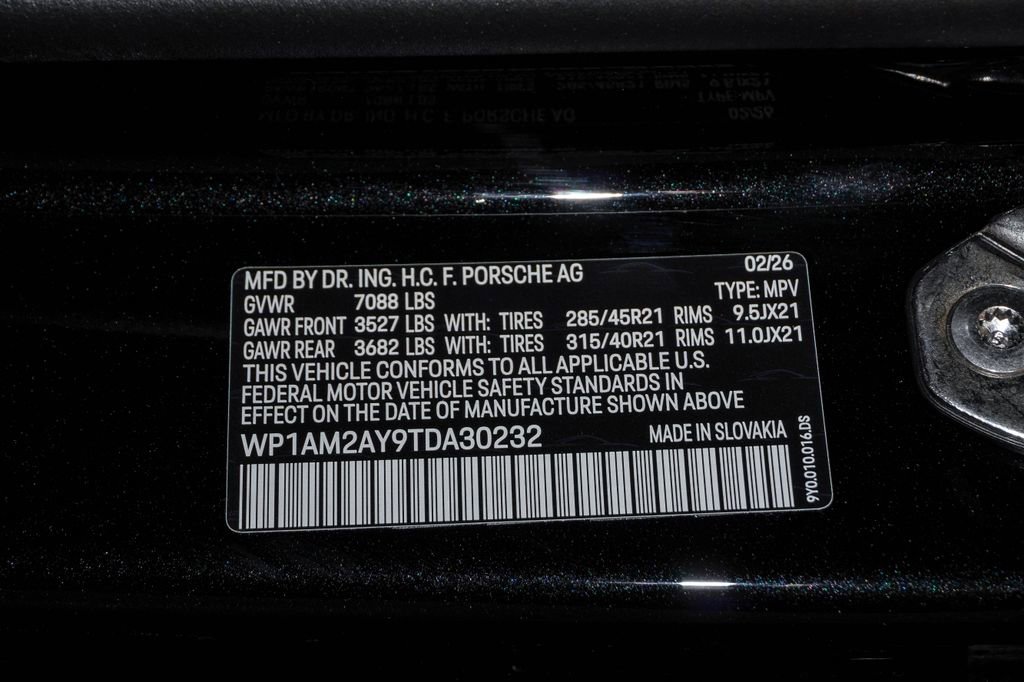 MFD BY DR. ING. H.C. F. PORSCHE AG 02/26
GVWR 7088 LBS TYPE: MPV
GAWR FRONT 3527 LBS WITH: TIRES 285/45R21 RIMS 9.5JX21
GAWR REAR 3682 LBS WITH: TIRES 315/40R21 RIMS 11.0JX21
THIS VEHICLE CONFORMS TO ALL APPLICABLE U.S.
FEDERAL MOTOR VEHICLE SAFETY STANDARDS IN
EFFECT ON THE DATE OF MANUFACTURE SHOWN ABOVE
WP1AM2AY9TDA30232 MADE IN SLOVAKIA
9Y0.010.016.DS